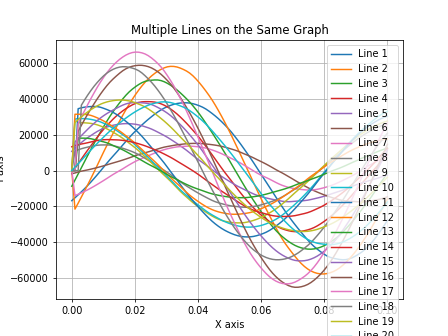 Multiple Lines on the Same Graph
60000
40000
20000
0
−20000
−40000
−60000
0.00
0.02
0.04
0.06
0.08
X axis
Line 1
Line 2
Line 3
Line 4
Line 5
Line 6
Line 7
Line 8
Line 9
Line 10
Line 11
Line 12
Line 13
Line 14
Line 15
Line 16
Line 17
Line 18
Line 19
Line 20